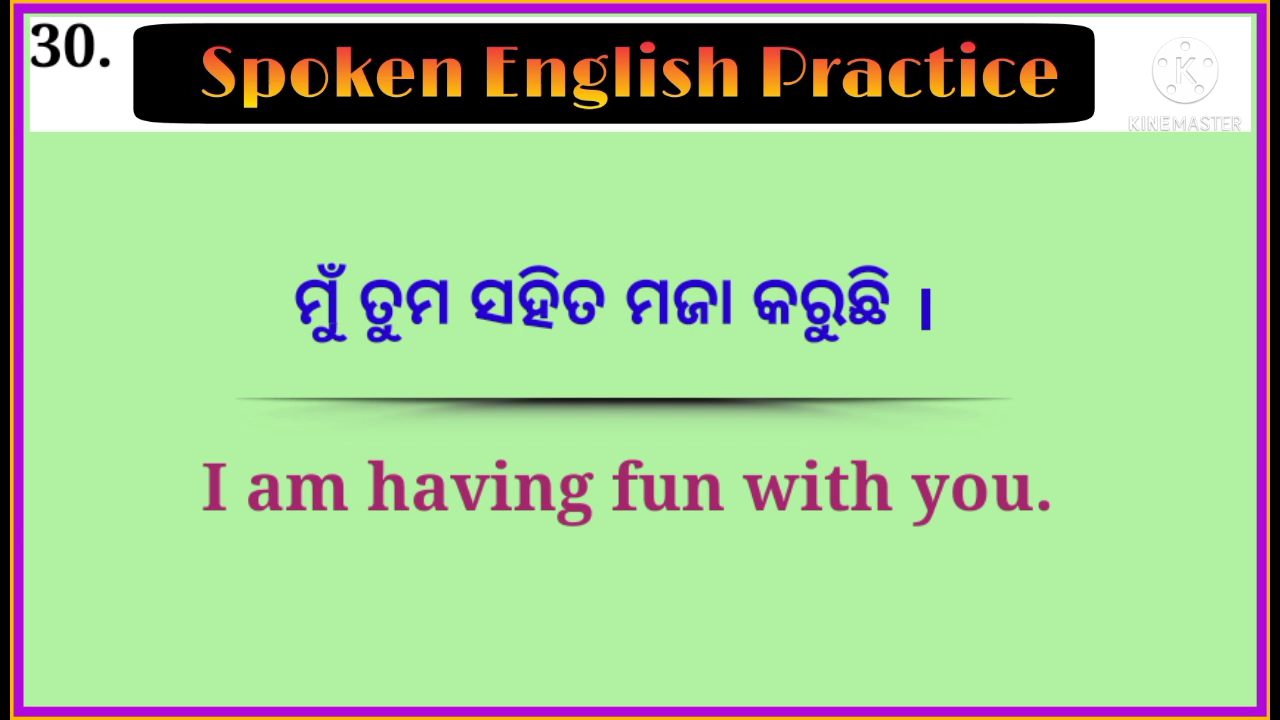 30.
Spoken English Practice
K
KINEMASTER
ମୁଁ ତୁମ ସହିତ ମଜା କରୁଛି ।
I am having fun with you.